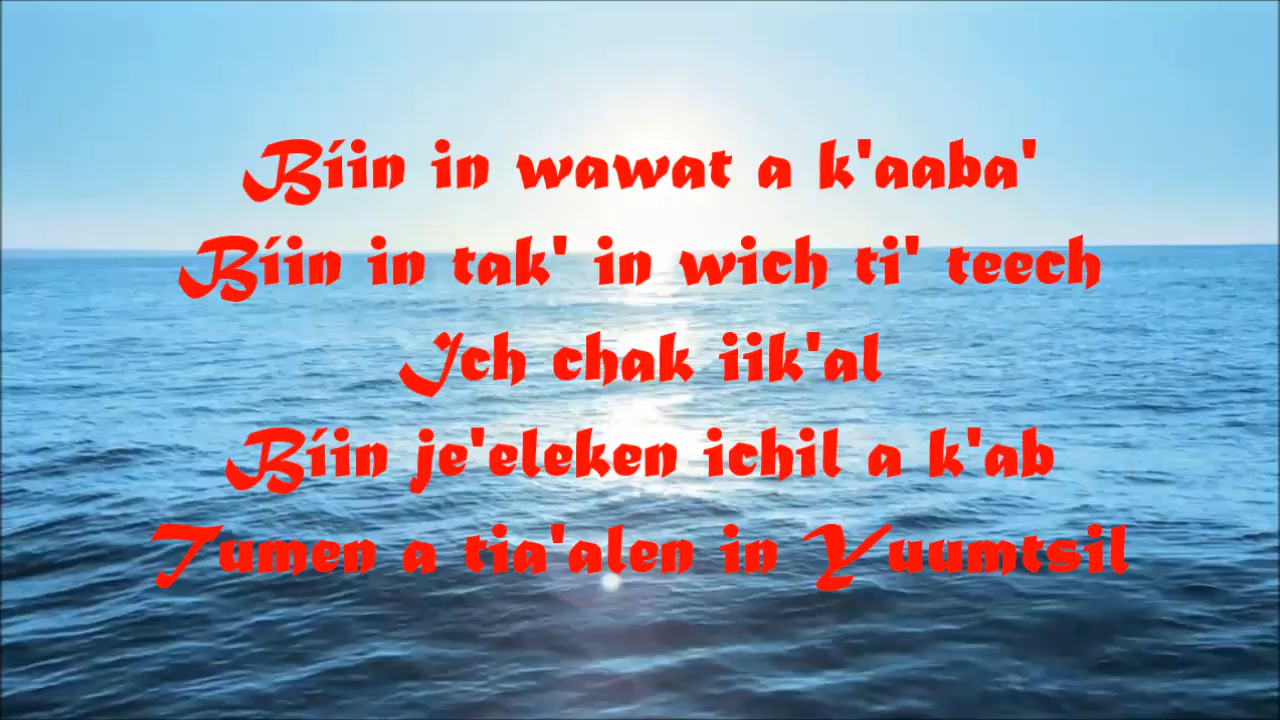 Bíin in wawat a k'aaba'
Bíin in tak' in wich ti' teech
Ich chak iik'al
Bíin je'eleken ichil a k'ab
Tumen a tia'alen in Yuumtsil